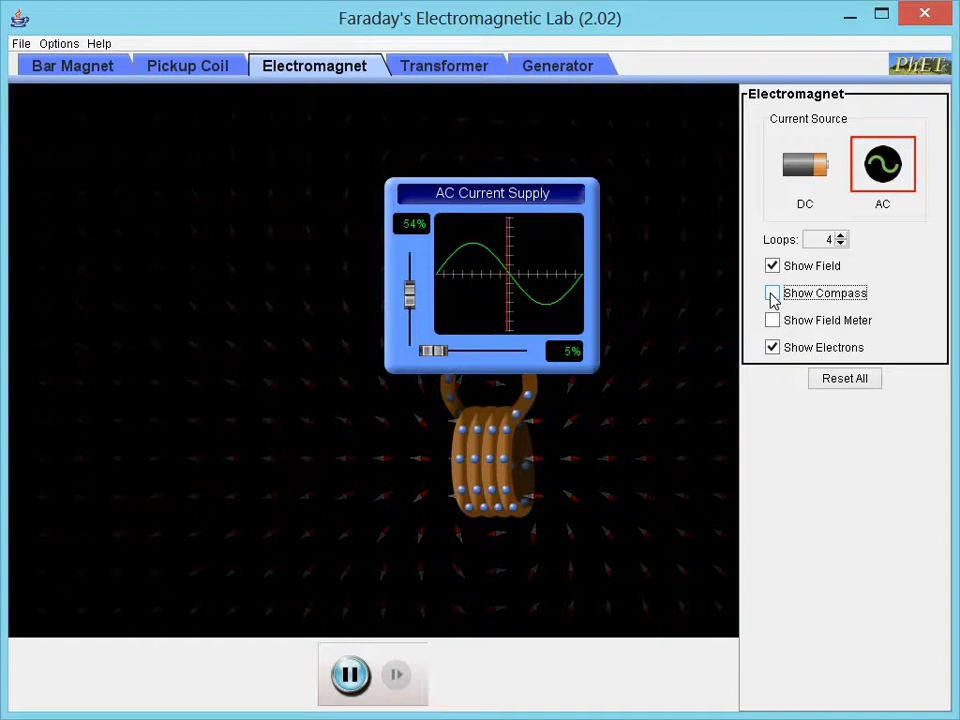 Faraday's Electromagnetic Lab (2.02)
File Options Help
Bar Magnet Pickup Coil Electromagnet Transformer Generator
PhET
Electromagnet
Current Source
DC AC
Loops: 4
Show Field
Show Compass
Show Field Meter
Show Electrons
Reset All
AC Current Supply
54%
5%